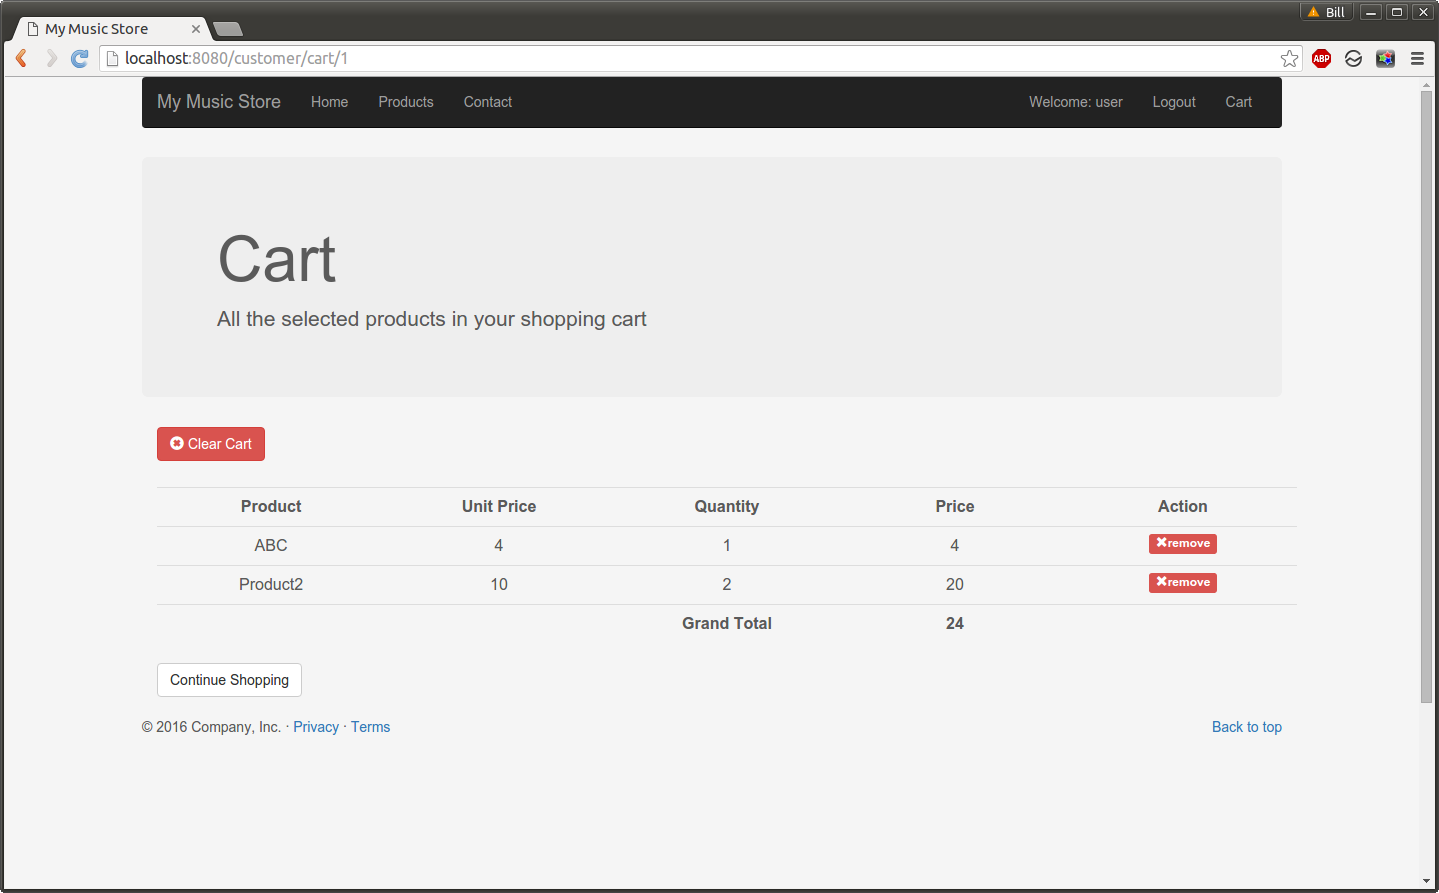 Bill
My Music Store
localhost:8080/customer/cart/1
ABP
My Music Store Home Products Contact Welcome: user Logout Cart
Cart
All the selected products in your shopping cart
Clear Cart
Product Unit Price Quantity Price Action
ABC 4 1 4 remove
Product2 10 2 20 remove
Grand Total 24
Continue Shopping
© 2016 Company, Inc. · Privacy · Terms Back to top